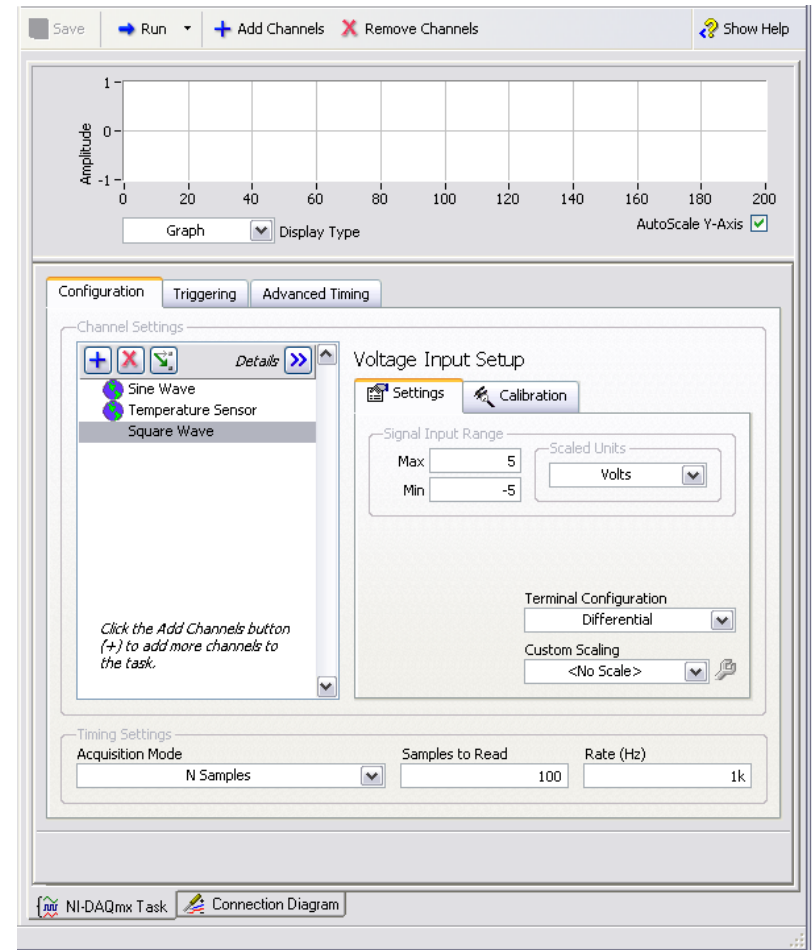 Save Run Add Channels Remove Channels Show Help
1
0
-1
Amplitude
0 20 40 60 80 100 120 140 160 180 200
Graph Display Type AutoScale Y-Axis
Configuration Triggering Advanced Timing
Channel Settings
Details
Sine Wave
Temperature Sensor
Square Wave
Click the Add Channels button
(+) to add more channels to
the task.
Voltage Input Setup
Settings Calibration
Signal Input Range
Max 5
Min -5
Scaled Units
Volts
Terminal Configuration
Differential
Custom Scaling
<No Scale>
Timing Settings
Acquisition Mode Samples to Read Rate (Hz)
N Samples 100 1k
NI-DAQmx Task Connection Diagram